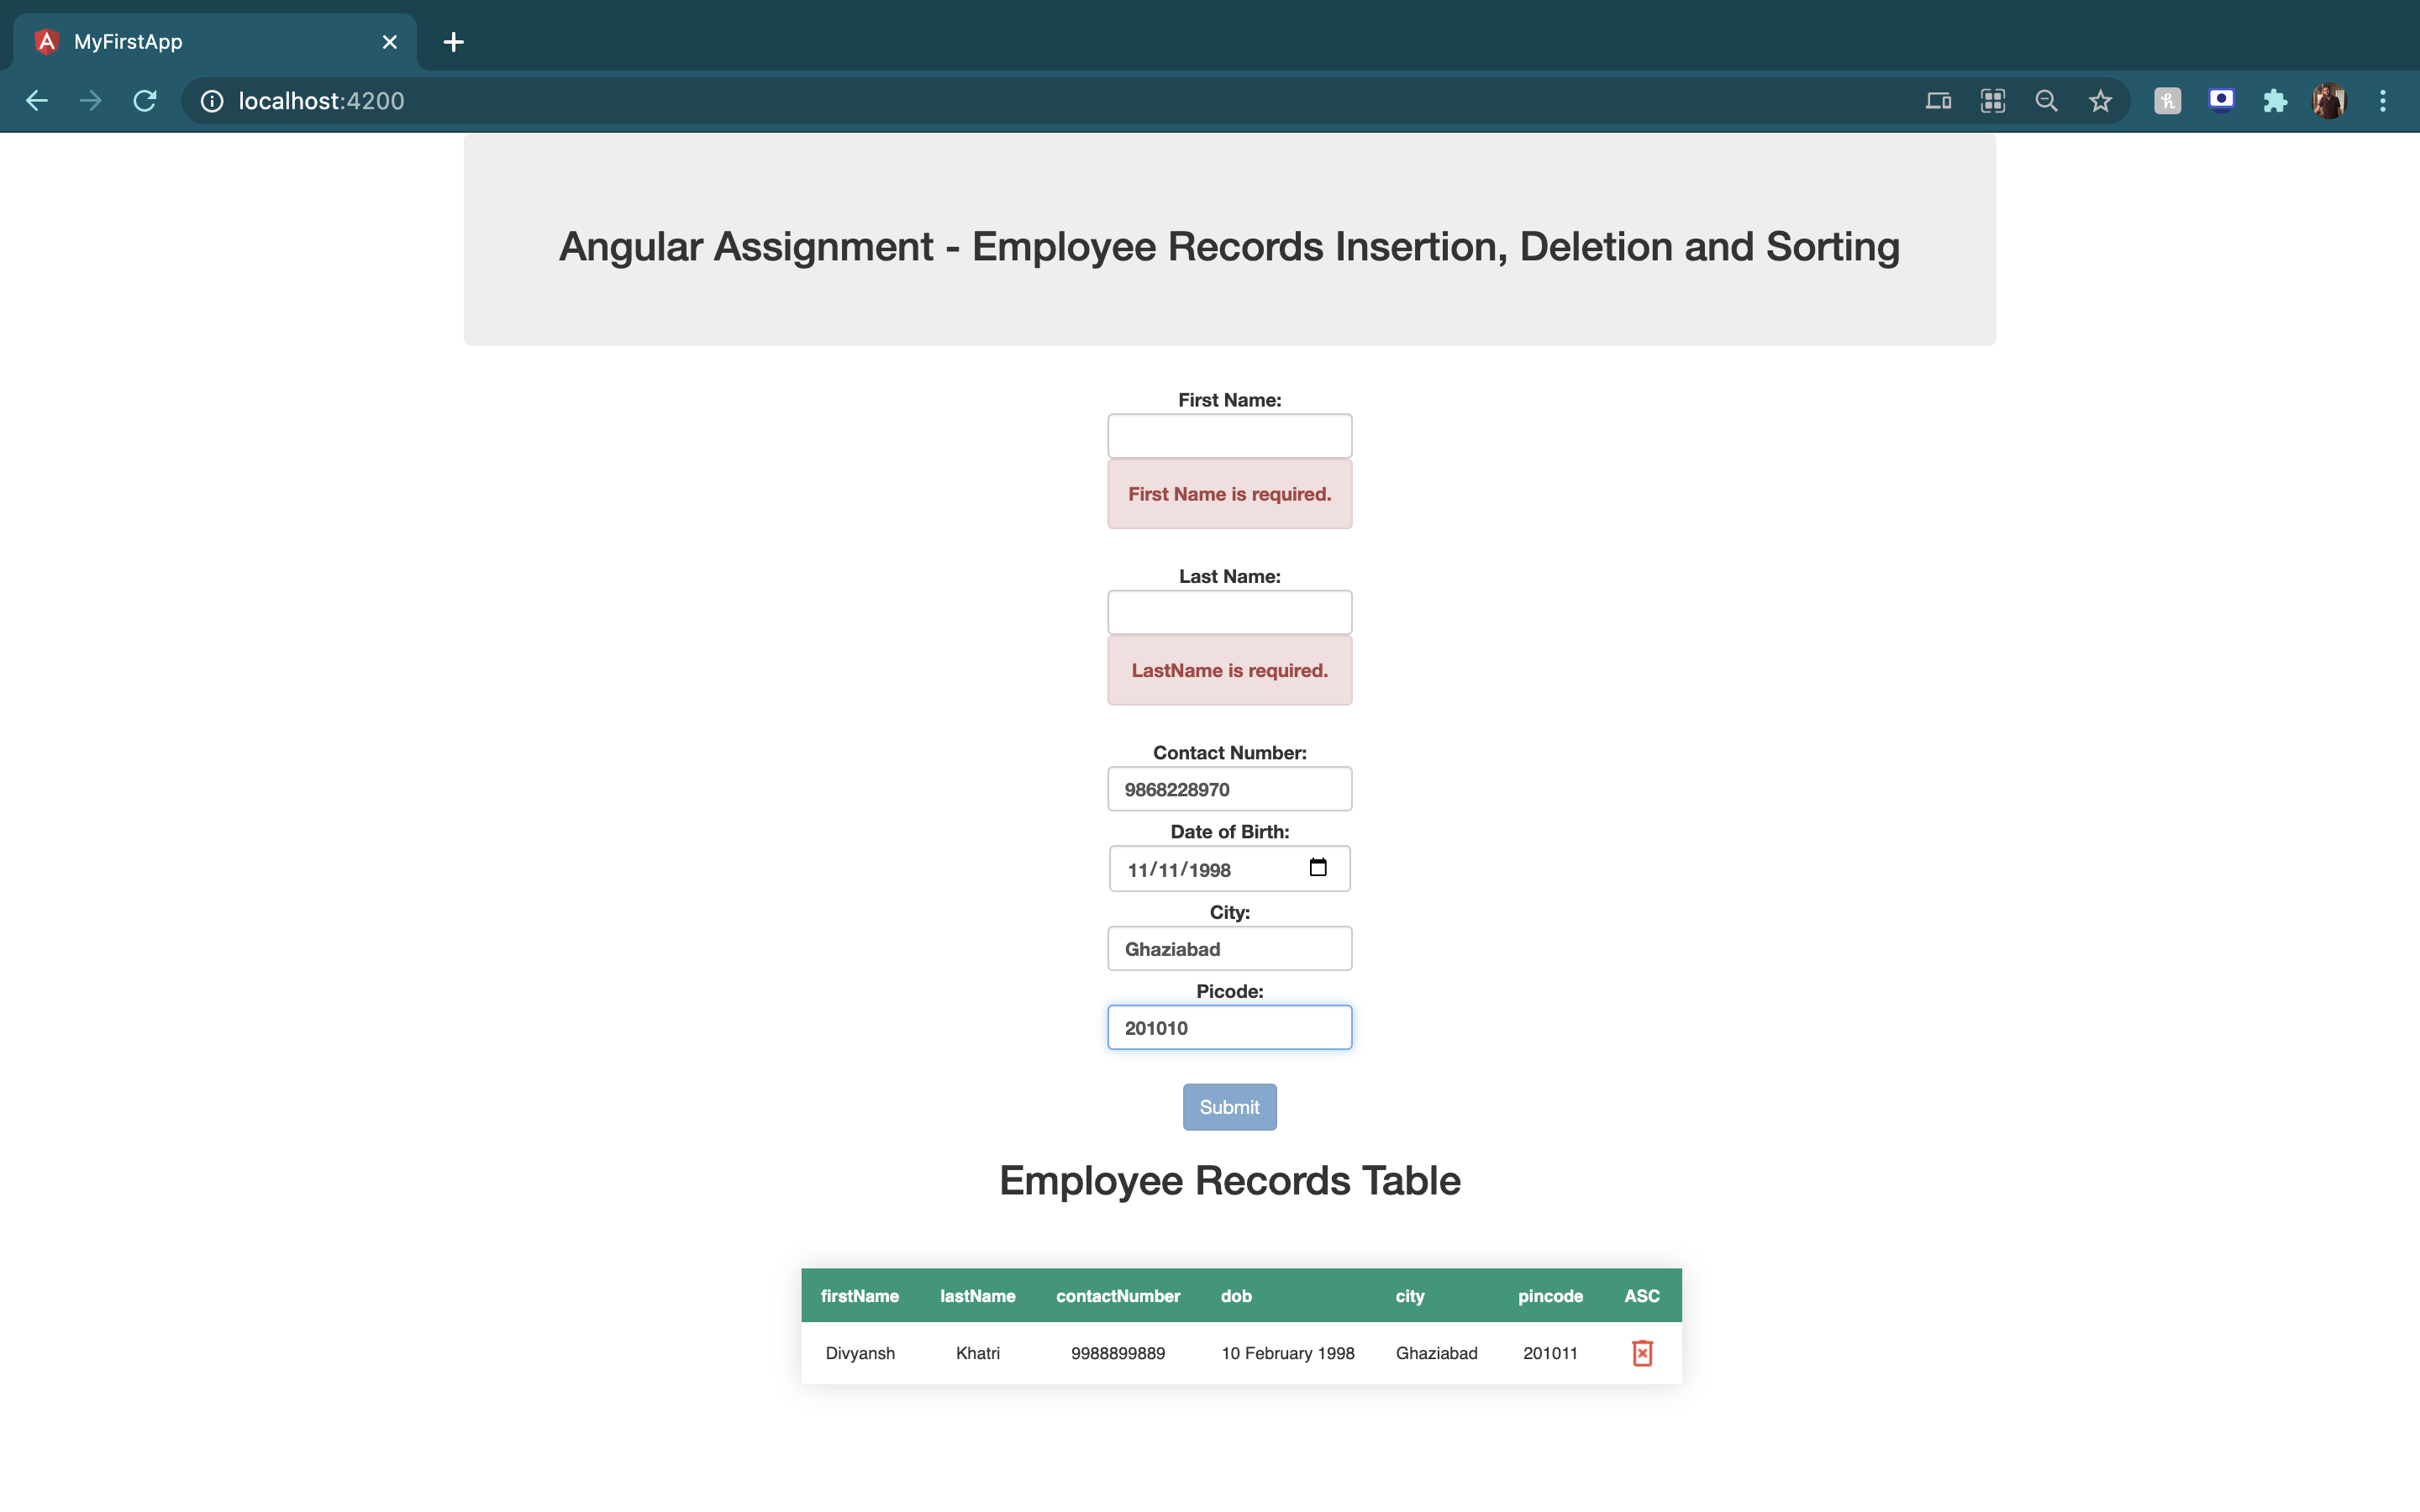 MyFirstApp
localhost:4200
Angular Assignment - Employee Records Insertion, Deletion and Sorting
First Name:
First Name is required.
Last Name:
LastName is required.
Contact Number:
9868228970
Date of Birth:
11/11/1998
City:
Ghaziabad
Picode:
201010
Submit
Employee Records Table
firstName lastName contactNumber dob city pincode ASC
Divyansh Khatri 9988899889 10 February 1998 Ghaziabad 201011